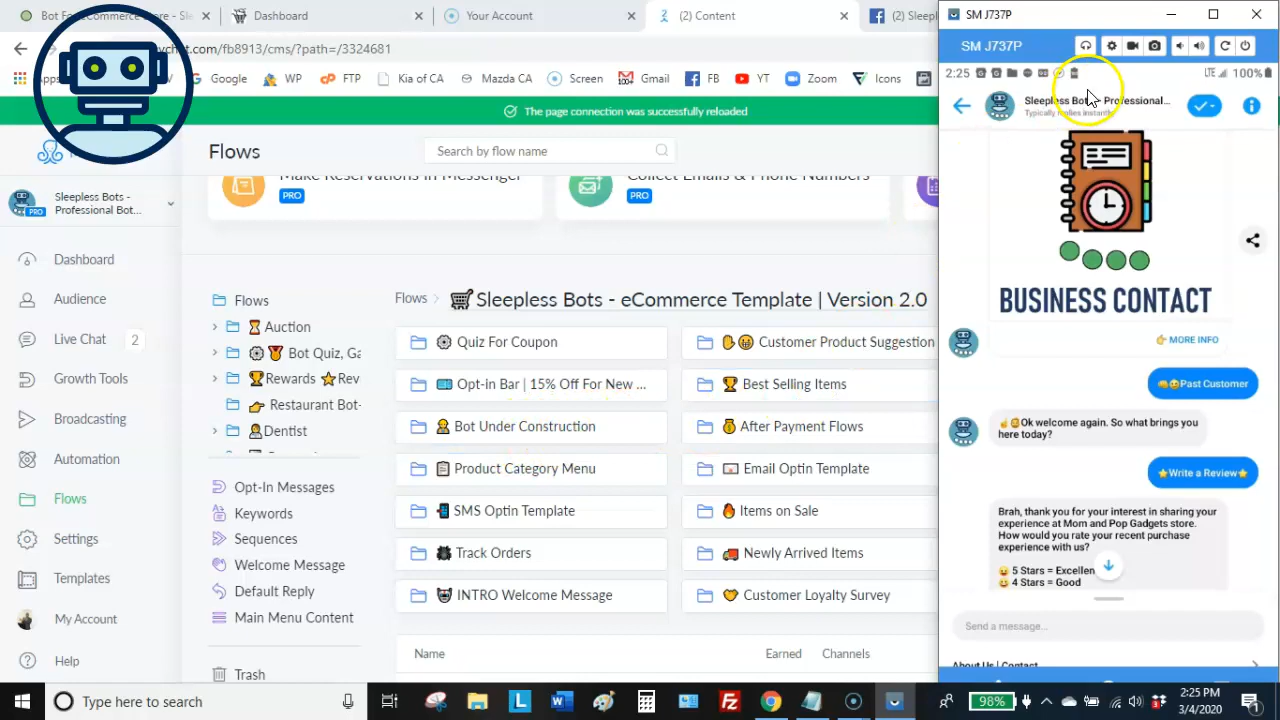 Dashboard
Your Account
(2) Content
ychat.com/fb8913/cms/?path=/3324681
Google
WP
FTP
Kia of CA
Mazda CA
Screen
Gmail
FB
YT
Zoom
Icons
The page connection was successfully reloaded
Flows
Search by flow name
Make Reservations in Messenger
PRO
Collect Emails & Phone Numbers
PRO
Sleepless Bots -
Professional Bot...
PRO
Dashboard
Audience
Live Chat
2
Growth Tools
Broadcasting
Automation
Flows
Settings
Templates
My Account
Help
Flows
Auction
Bot Quiz, Ga
Rewards ⭐Rev
Restaurant Bot-
Dentist
Opt-In Messages
Keywords
Sequences
Welcome Message
Default Reply
Main Menu Content
Trash
Flows
Sleepless Bots - eCommerce Template | Version 2.0
Quiz For Coupon
Customer Product Suggestion
Opt-in Bar | 15% Off For New ...
Best Selling Items
Bot Under Construction
After Payment Flows
Product Category Menu
Email Optin Template
SMS Optin Template
Items on Sale
Track Orders
Newly Arrived Items
INTRO Welcome Message
Customer Loyalty Survey
Name
Earned
Channels
SM J737P
SM J737P
2:25
LTE
100%
Sleepless Bots - Professional...
Typically replies instantly
BUSINESS CONTACT
👉 MORE INFO
Past Customer
Ok welcome again. So what brings you
here today?
⭐Write a Review⭐
Brah, thank you for your interest in sharing your
experience at Mom and Pop Gadgets store.
How would you rate your recent purchase
experience with us?
5 Stars = Excellen
4 Stars = Good
Send a message...
About Us | Contact
Type here to search
98%
2:25 PM
3/4/2020